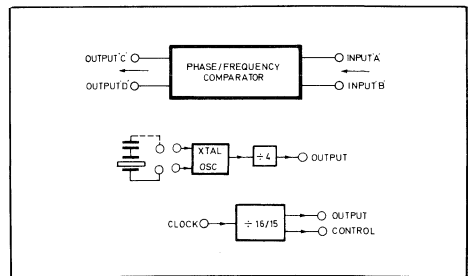 OUTPUT'C' PHASE/FREQUENCY INPUT'A'
OUTPUT'D' COMPARATOR INPUT'B'
XTAL OSC ÷4 OUTPUT
CLOCK ÷16/15 OUTPUT
CONTROL